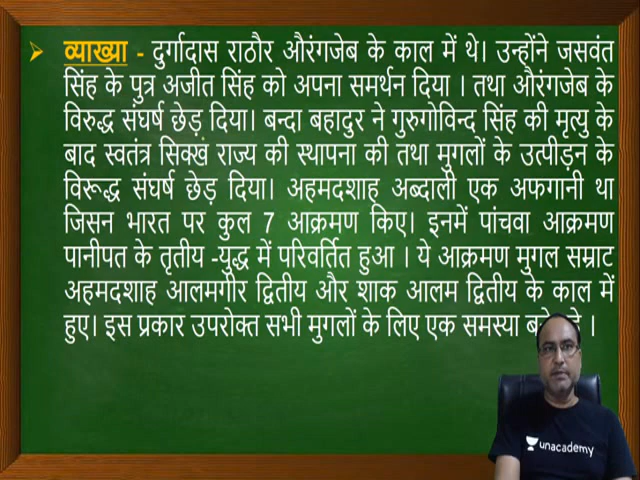 ➤ व्याख्या - दुर्गादास राठौर औरंगजेब के काल में थे। उन्होंने जसवंत
सिंह के पुत्र अजीत सिंह को अपना समर्थन दिया । तथा औरंगजेब के
विरुद्ध संघर्ष छेड़ दिया। बन्दा बहादुर ने गुरुगोविन्द सिंह की मृत्यु के
बाद स्वतंत्र सिक्खं राज्य की स्थापना की तथा मुगलों के उत्पीड़न के
विरूद्ध संघर्ष छेड़ दिया। अहमदशाह अब्दाली एक अफगानी था
जिसन भारत पर कुल 7 आक्रमण किए। इनमें पांचवा आक्रमण
पानीपत के तृतीय -युद्ध में परिवर्तित हुआ । ये आक्रमण मुगल सम्राट
अहमदशाह आलमगीर द्वितीय और शाक आलम द्वितीय के काल में
हुए। इस प्रकार उपरोक्त सभी मुगलों के लिए एक समस्या ।
unacademy